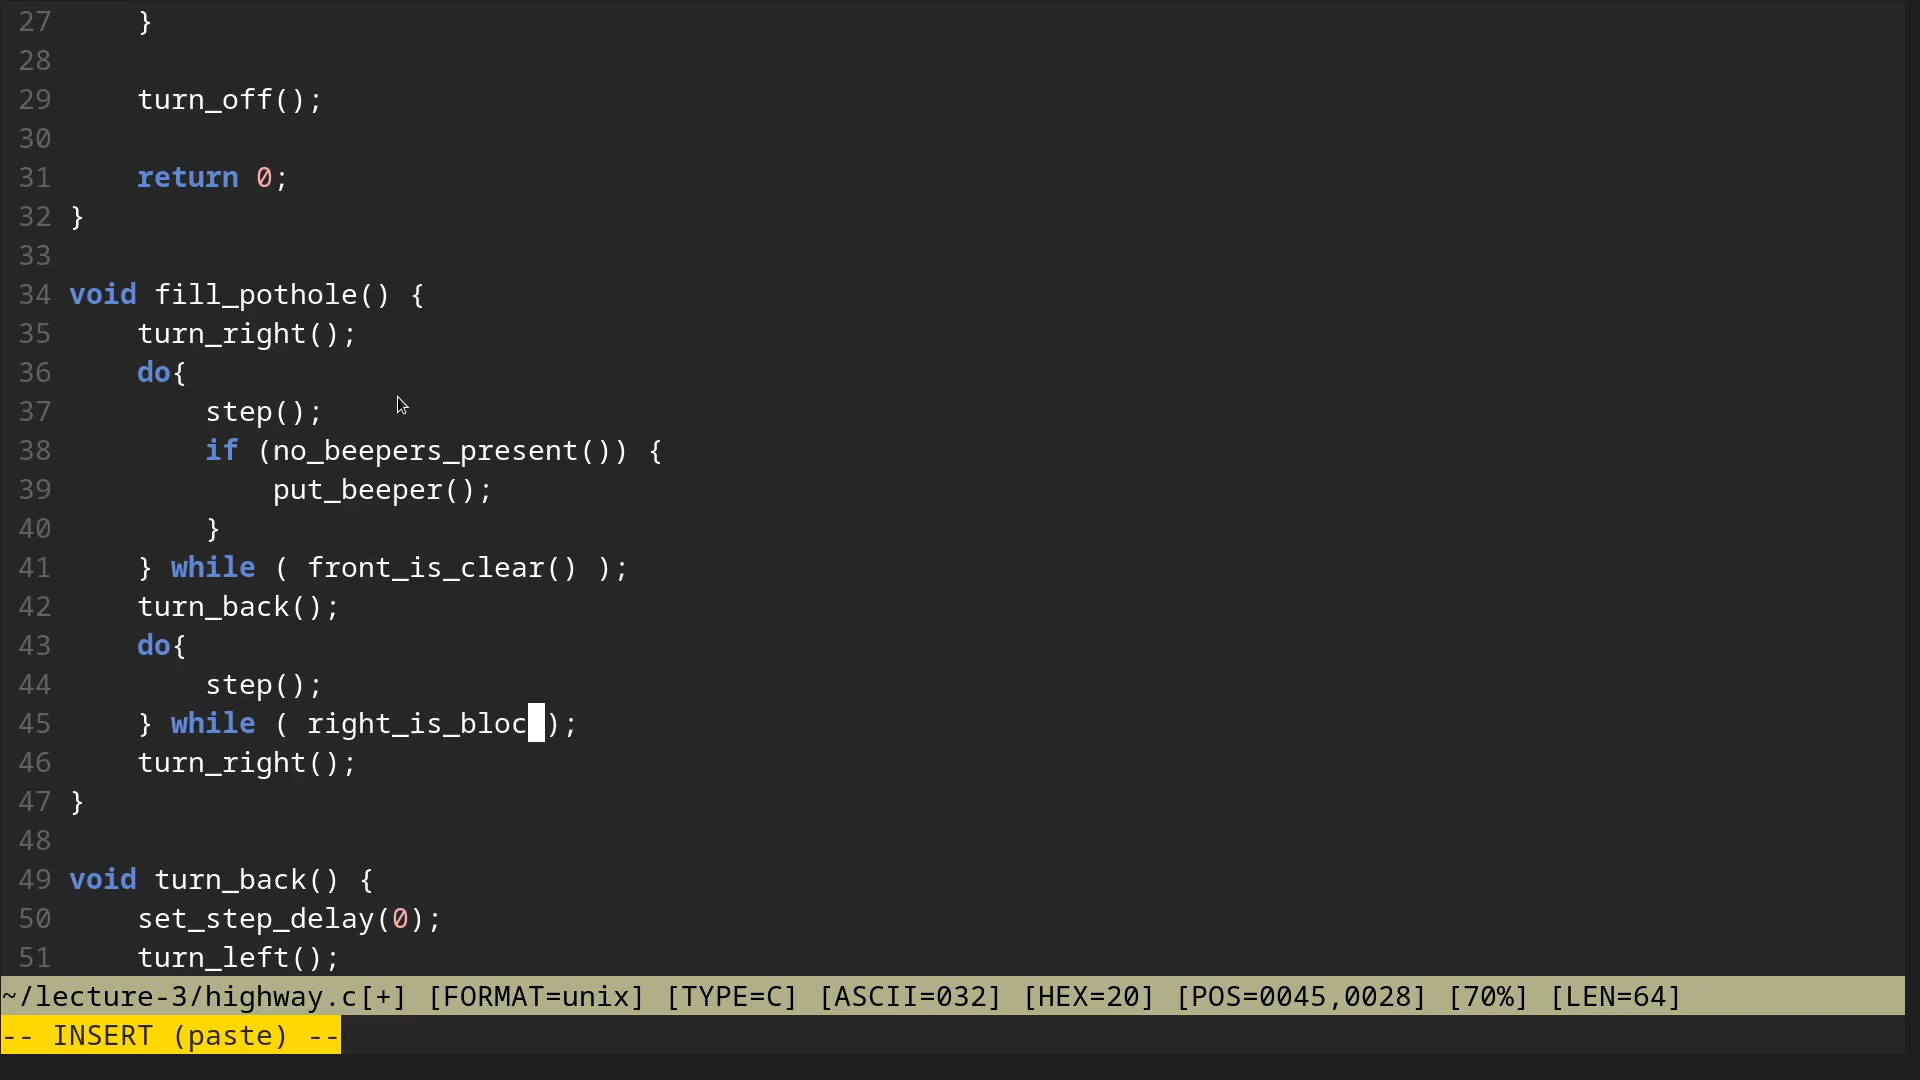 27     }
28
29     turn_off();
30
31     return 0;
32 }
33
34 void fill_pothole() {
35     turn_right();
36     do{
37         step();
38         if (no_beepers_present()) {
39             put_beeper();
40         }
41     } while ( front_is_clear() );
42     turn_back();
43     do{
44         step();
45     } while ( right_is_bloc );
46     turn_right();
47 }
48
49 void turn_back() {
50     set_step_delay(0);
51     turn_left();
~/lecture-3/highway.c[+] [FORMAT=unix] [TYPE=C] [ASCII=032] [HEX=20] [POS=0045,0028] [70%] [LEN=64]
-- INSERT (paste) --